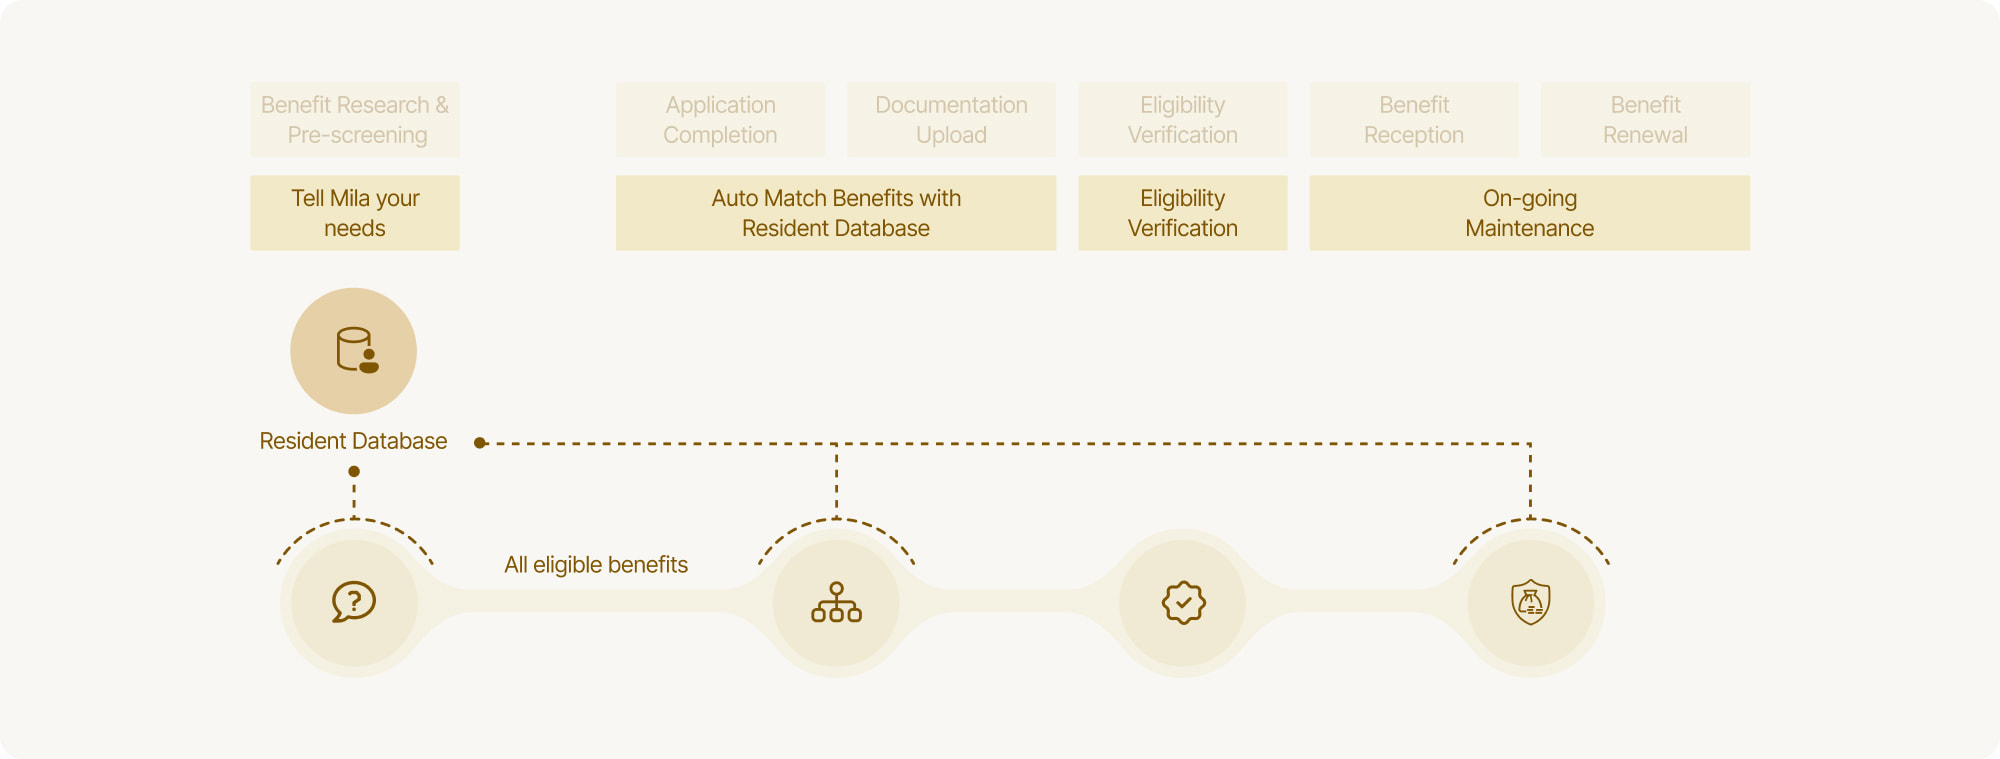 Benefit Research &
Pre-screening
Application
Completion
Documentation
Upload
Eligibility
Verification
Benefit
Reception
Benefit
Renewal
Tell Mila your
needs
Auto Match Benefits with
Resident Database
Eligibility
Verification
On-going
Maintenance
Resident Database
All eligible benefits
?